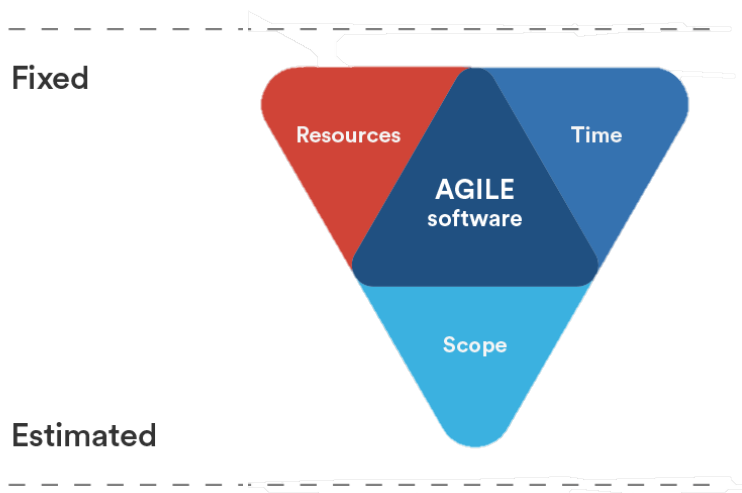 Fixed
Resources
Time
AGILE
software
Scope
Estimated